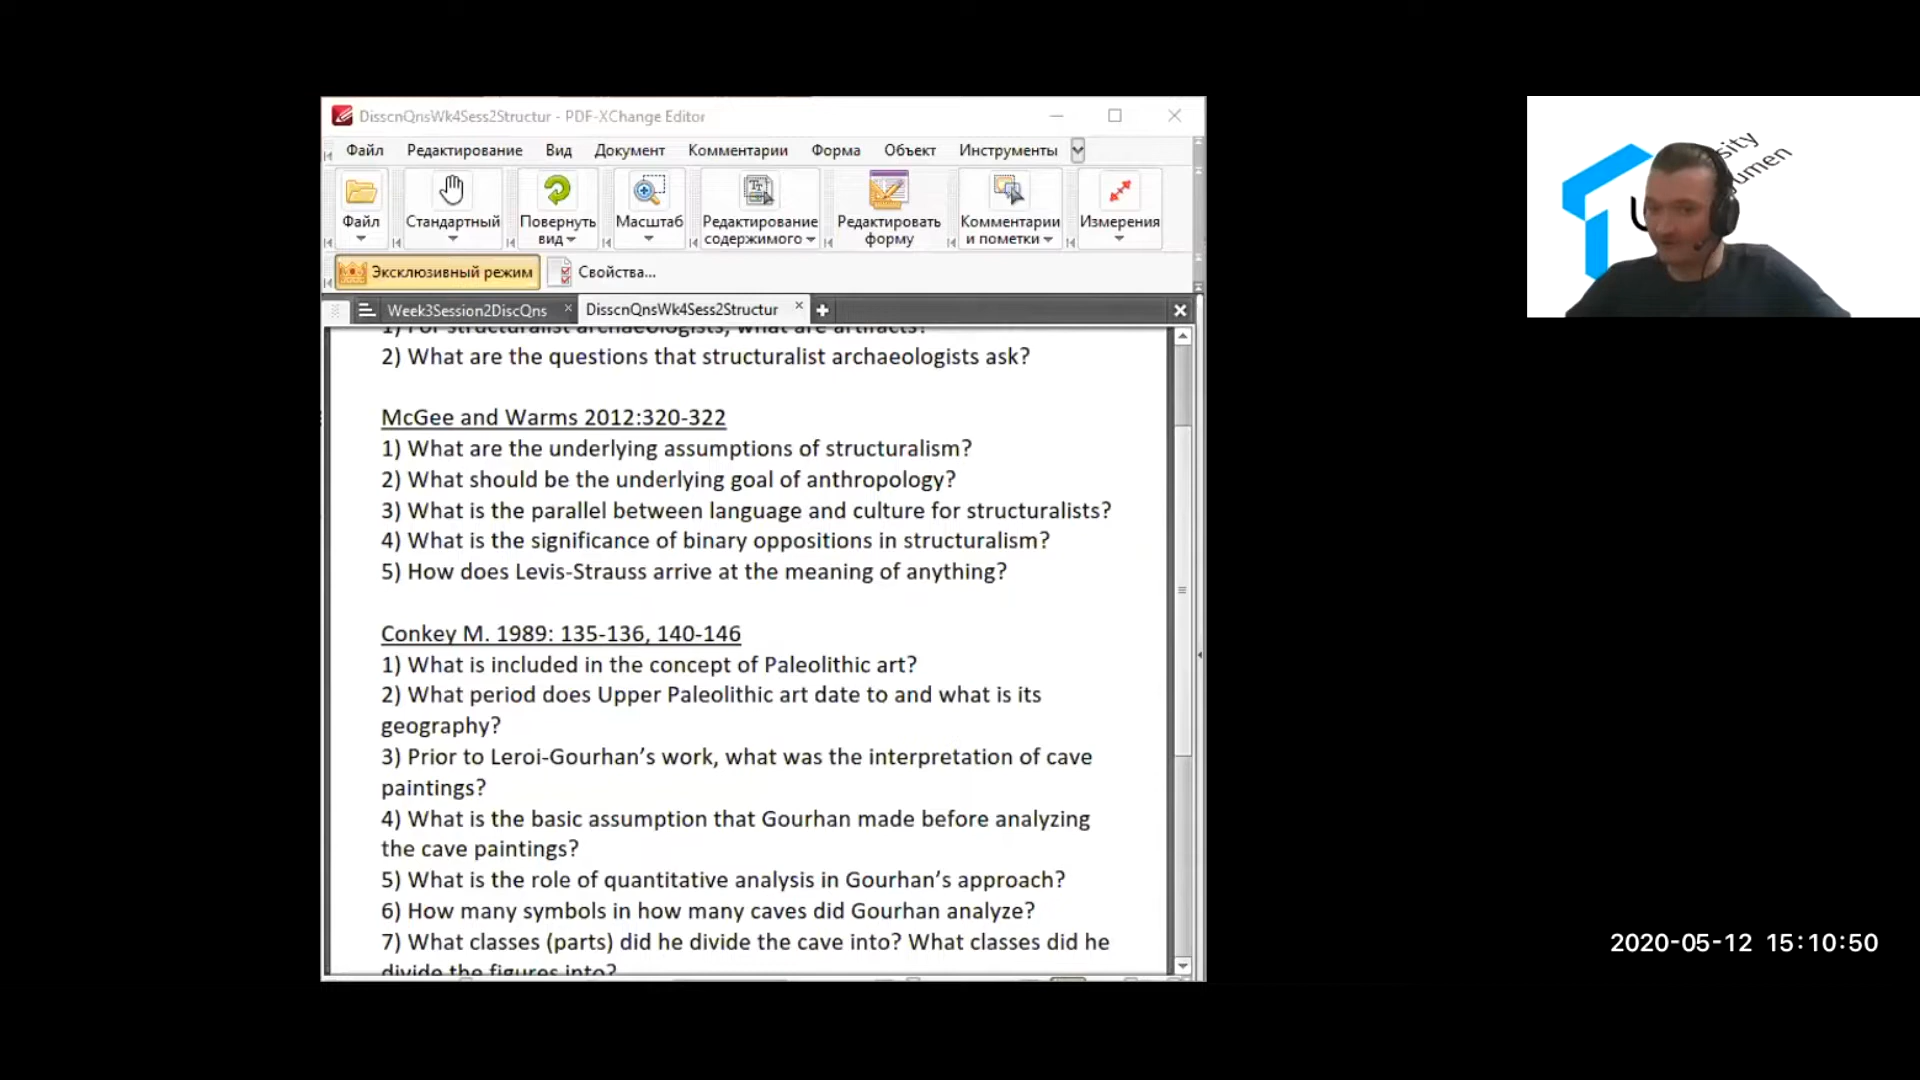 DisscnQnsWk4Sess2Structur - PDF-XChange Editor
Файл Редактирование Вид Документ Комментарии Форма Объект Инструменты
Файл Стандартный Повернуть вид Масштаб Редактирование содержимого Редактировать форму Комментарии и пометки Измерения
Эксклюзивный режим Свойства...
Week3Session2DiscQns DisscnQnsWk4Sess2Structur
1) For structuralist archaeologists, what are artifacts?
2) What are the questions that structuralist archaeologists ask?
McGee and Warms 2012:320-322
1) What are the underlying assumptions of structuralism?
2) What should be the underlying goal of anthropology?
3) What is the parallel between language and culture for structuralists?
4) What is the significance of binary oppositions in structuralism?
5) How does Levis-Strauss arrive at the meaning of anything?
Conkey M. 1989: 135-136, 140-146
1) What is included in the concept of Paleolithic art?
2) What period does Upper Paleolithic art date to and what is its
geography?
3) Prior to Leroi-Gourhan’s work, what was the interpretation of cave
paintings?
4) What is the basic assumption that Gourhan made before analyzing
the cave paintings?
5) What is the role of quantitative analysis in Gourhan’s approach?
6) How many symbols in how many caves did Gourhan analyze?
7) What classes (parts) did he divide the cave into? What classes did he
divide the figures into?
2020-05-12 15:10:50